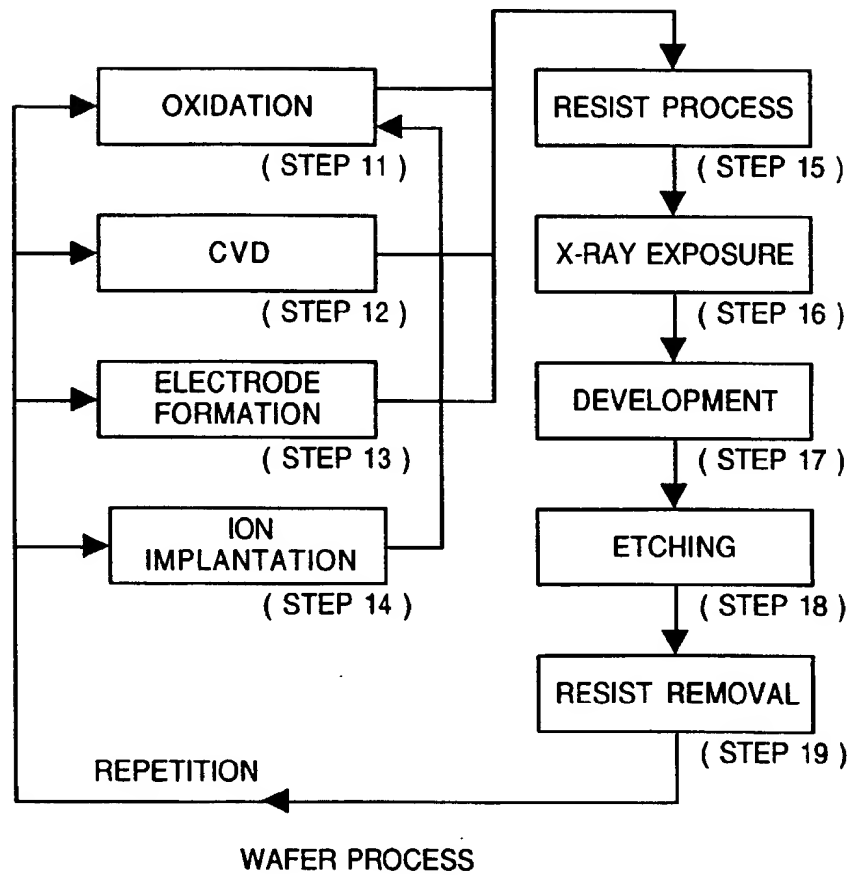 OXIDATION
( STEP 11 )
CVD
( STEP 12 )
ELECTRODE
FORMATION
( STEP 13 )
ION
IMPLANTATION
( STEP 14 )
RESIST PROCESS
( STEP 15 )
X-RAY EXPOSURE
( STEP 16 )
DEVELOPMENT
( STEP 17 )
ETCHING
( STEP 18 )
RESIST REMOVAL
( STEP 19 )
REPETITION
WAFER PROCESS